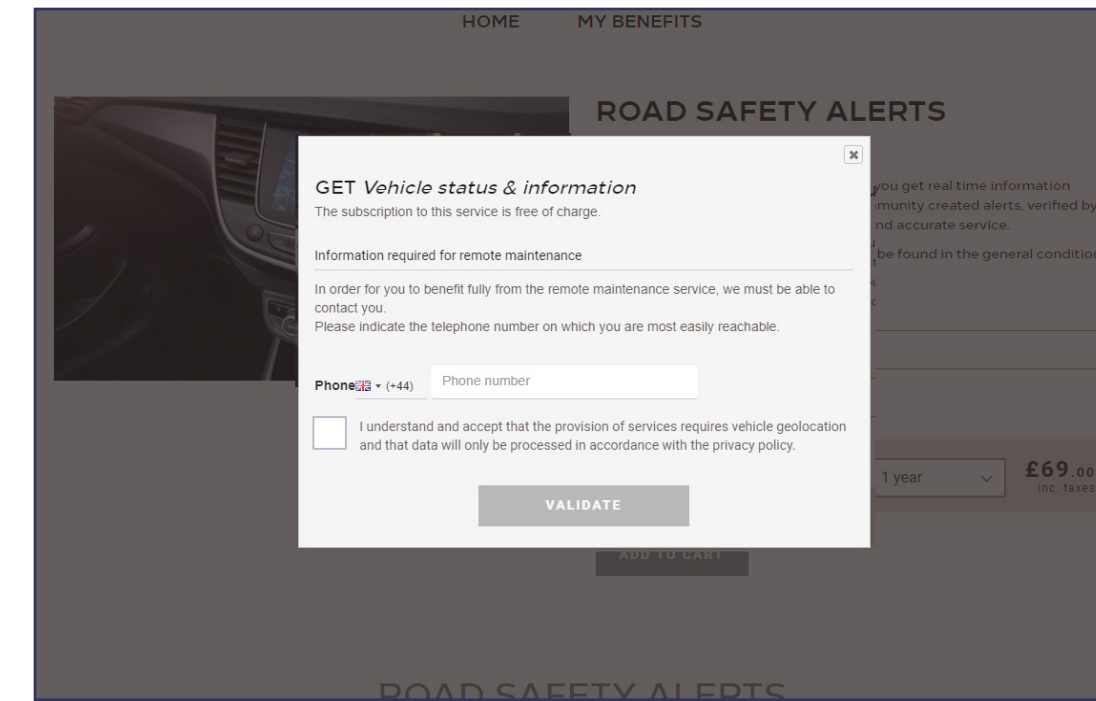 HOME MY BENEFITS
ROAD SAFETY ALERTS
GET Vehicle status & information
The subscription to this service is free of charge.
Information required for remote maintenance
In order for you to benefit fully from the remote maintenance service, we must be able to
contact you.
Please indicate the telephone number on which you are most easily reachable.
Phone (+44) Phone number
I understand and accept that the provision of services requires vehicle geolocation
and that data will only be processed in accordance with the privacy policy.
VALIDATE
you get real time information
created alerts, verified by
accurate service.
be found in the general
1 year £69.00
inc. taxes
ADD TO CART
ROAD SAFETY ALERTS